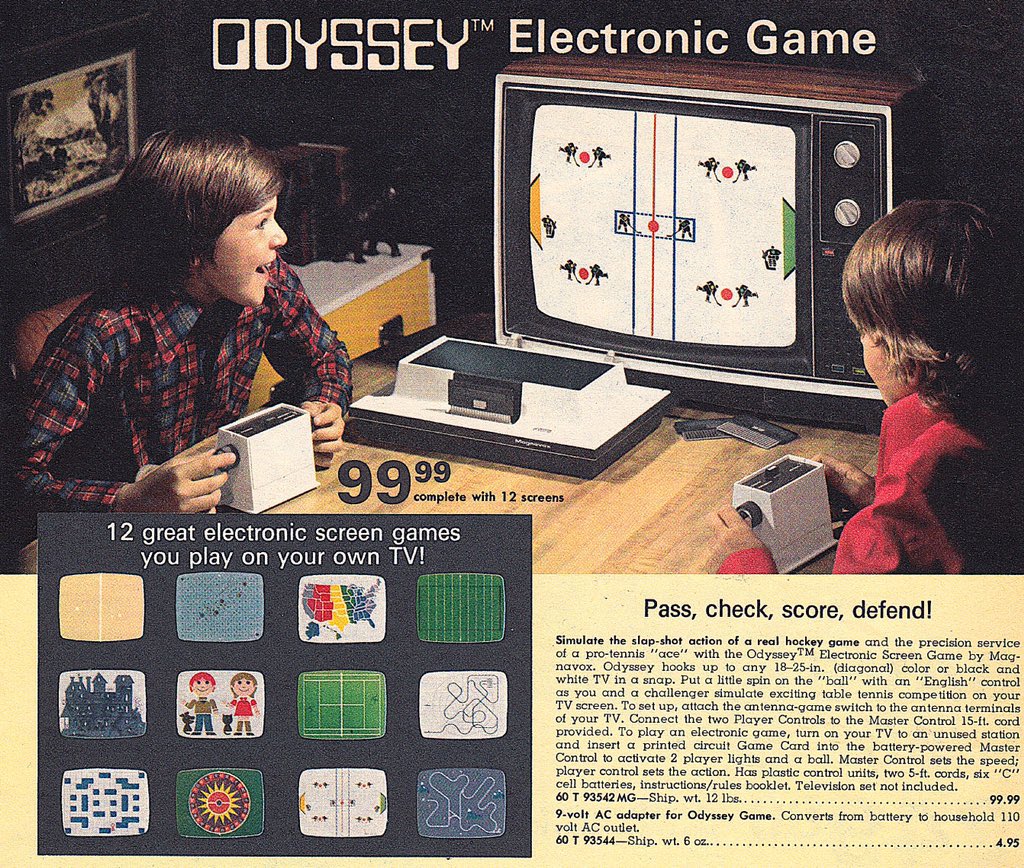 ODYSSEY™ Electronic Game
Magnavox
99⁹⁹
complete with 12 screens
12 great electronic screen games
you play on your own TV!
Pass, check, score, defend!
Simulate the slap-shot action of a real hockey game and the precision service
of a pro-tennis "ace" with the Odyssey™ Electronic Screen Game by Mag-
navox. Odyssey hooks up to any 18-25-in. (diagonal) color or black and
white TV in a snap. Put a little spin on the "ball" with an "English" control
as you and a challenger simulate exciting table tennis competition on your
TV screen. To set up, attach the antenna-game switch to the antenna terminals
of your TV. Connect the two Player Controls to the Master Control 15-ft. cord
provided. To play an electronic game, turn on your TV to an unused station
and insert a printed circuit Game Card into the battery-powered Master
Control to activate 2 player lights and a ball. Master Control sets the speed;
player control sets the action. Has plastic control units, two 5-ft. cords, six "C"
cell batteries, instructions/rules booklet. Television set not included.
60 T 93542 MG—Ship. wt. 12 lbs. . . . . . . . . . . . . . . . . . . . . . . . . . . . . . . . . . 99.99
9-volt AC adapter for Odyssey Game. Converts from battery to household 110
volt AC outlet.
60 T 93544—Ship. wt. 6 oz. . . . . . . . . . . . . . . . . . . . . . . . . . . . . . . . . . . . . . . 4.95